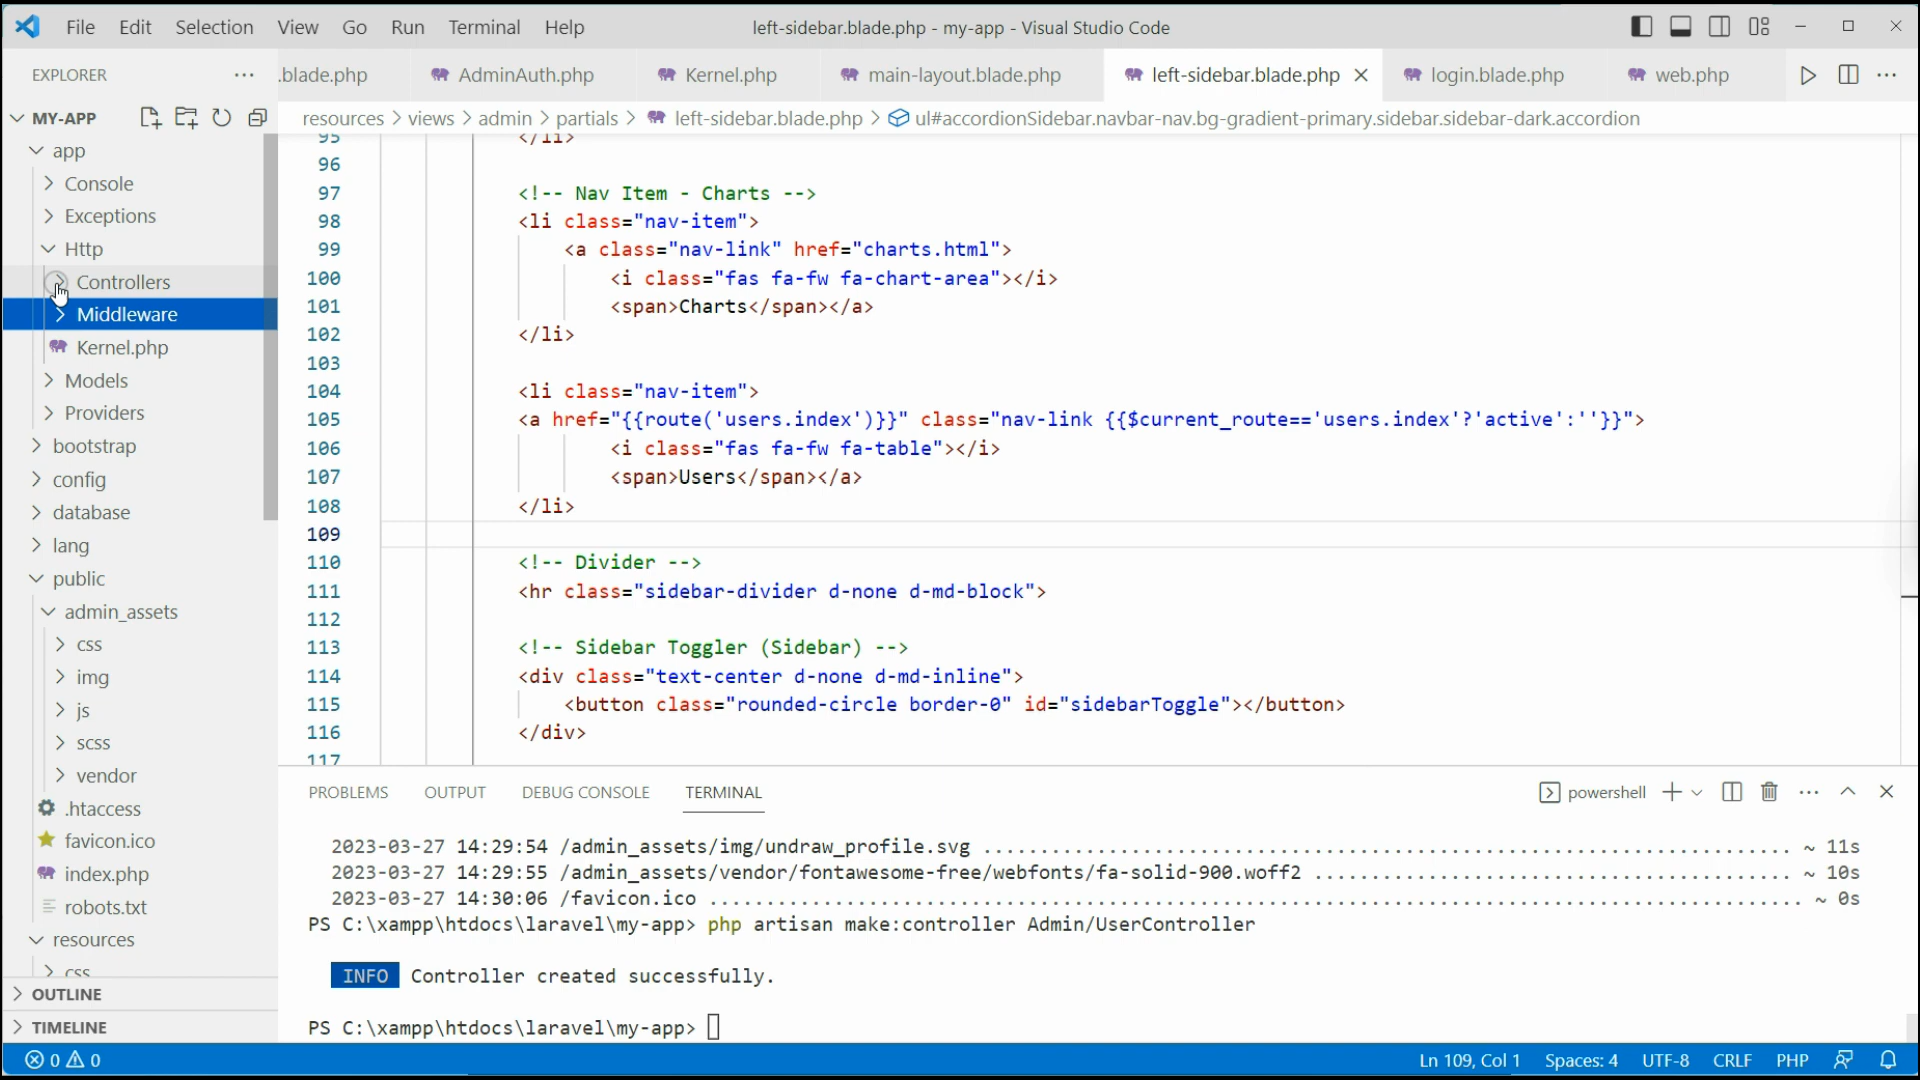 File Edit Selection View Go Run Terminal Help left-sidebar.blade.php - my-app - Visual Studio Code
EXPLORER ... .blade.php AdminAuth.php Kernel.php main-layout.blade.php left-sidebar.blade.php login.blade.php web.php ...
MY-APP resources > views > admin > partials > left-sidebar.blade.php > ul#accordionSidebar.navbar-nav.bg-gradient-primary.sidebar.sidebar-dark.accordion
app
Console
Exceptions
Http
Controllers
Middleware
Kernel.php
Models
Providers
bootstrap
config
database
lang
public
admin_assets
css
img
js
scss
vendor
.htaccess
favicon.ico
index.php
robots.txt
resources
css
OUTLINE
TIMELINE
95 </li>
96
97 <!-- Nav Item - Charts -->
98 <li class="nav-item">
99 <a class="nav-link" href="charts.html">
100 <i class="fas fa-fw fa-chart-area"></i>
101 <span>Charts</span></a>
102 </li>
103
104 <li class="nav-item">
105 <a href="{{route('users.index')}}" class="nav-link {{$current_route=='users.index'?'active':''}}">
106 <i class="fas fa-fw fa-table"></i>
107 <span>Users</span></a>
108 </li>
109
110 <!-- Divider -->
111 <hr class="sidebar-divider d-none d-md-block">
112
113 <!-- Sidebar Toggler (Sidebar) -->
114 <div class="text-center d-none d-md-inline">
115 <button class="rounded-circle border-0" id="sidebarToggle"></button>
116 </div>
117
PROBLEMS OUTPUT DEBUG CONSOLE TERMINAL powershell ...
2023-03-27 14:29:54 /admin_assets/img/undraw_profile.svg ........ ~ 11s
2023-03-27 14:29:55 /admin_assets/vendor/fontawesome-free/webfonts/fa-solid-900.woff2 ........ ~ 10s
2023-03-27 14:30:06 /favicon.ico ........ ~ 0s
PS C:\xampp\htdocs\laravel\my-app> php artisan make:controller Admin/UserController
INFO Controller created successfully.
PS C:\xampp\htdocs\laravel\my-app>
0 0 Ln 109, Col 1 Spaces: 4 UTF-8 CRLF PHP